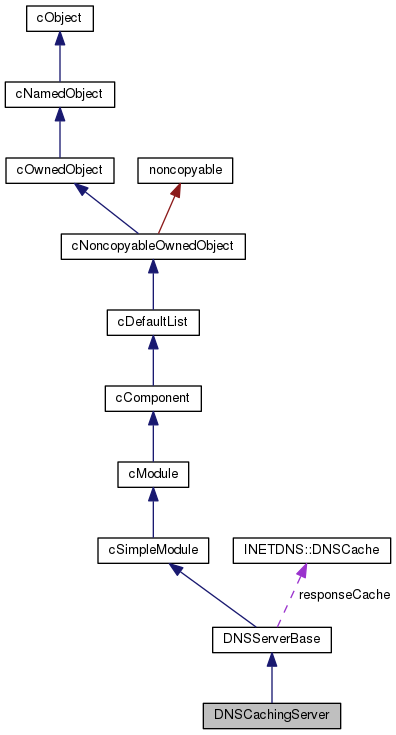 cObject
cNamedObject
cOwnedObject
noncopyable
cNoncopyableOwnedObject
cDefaultList
cComponent
cModule
cSimpleModule
INETDNS::DNSCache
responseCache
DNSServerBase
DNSCachingServer